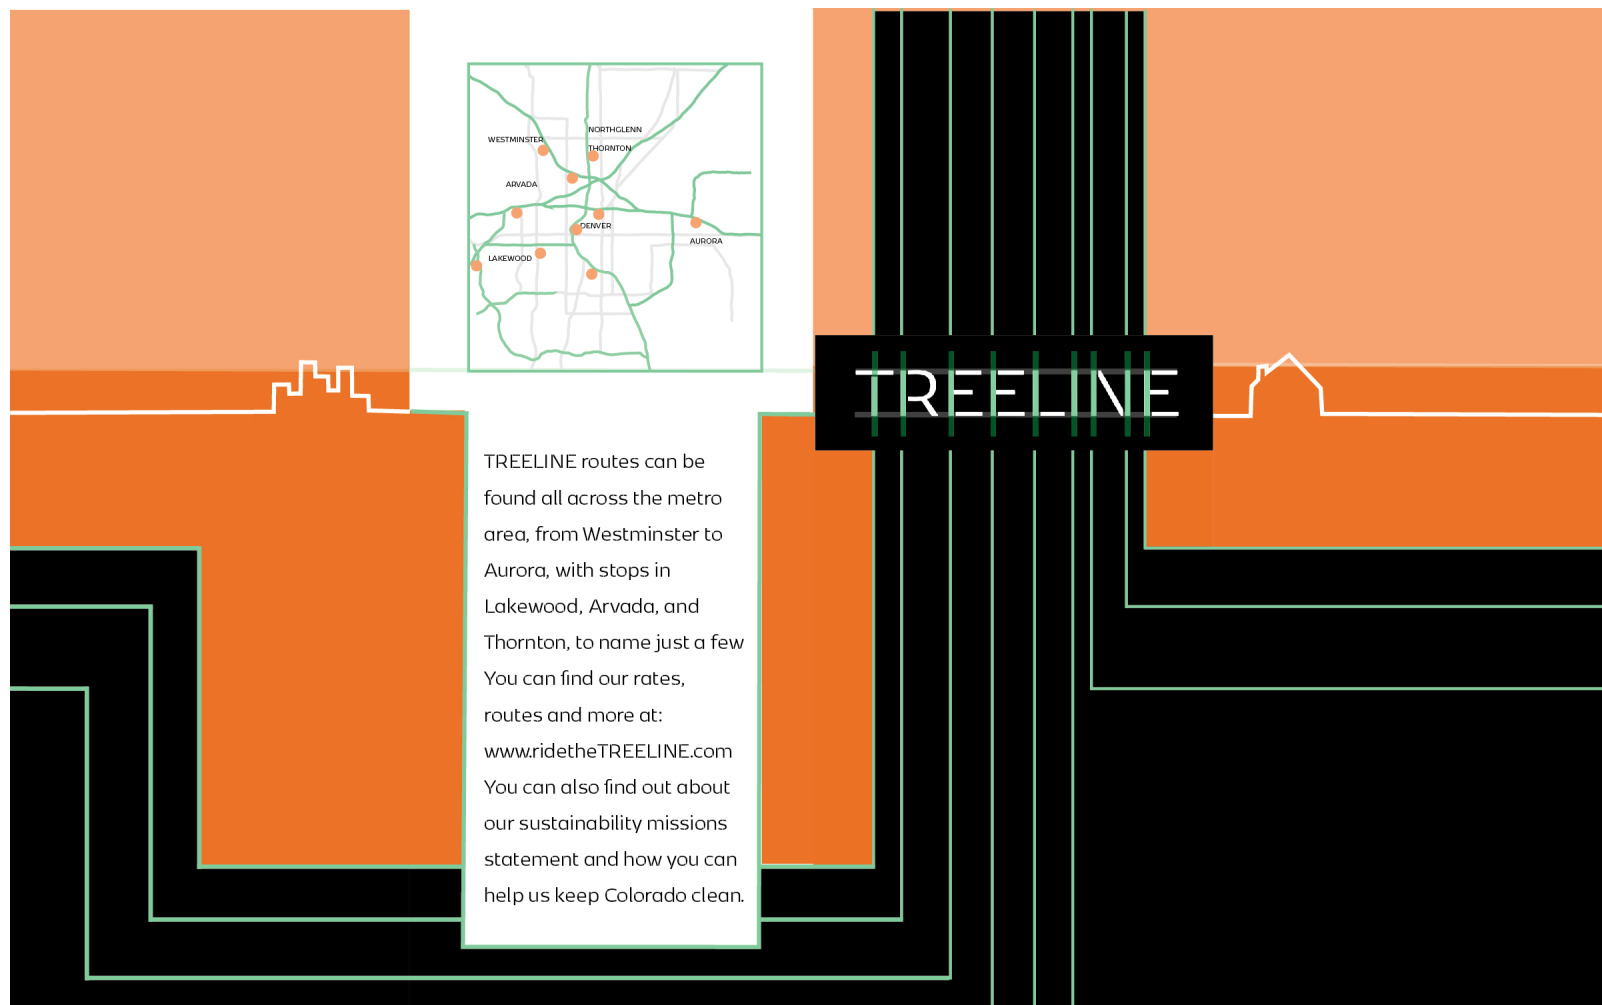 NORTHGLENN
WESTMINSTER
THORNTON
ARVADA
DENVER
AURORA
LAKEWOOD
TREELINE
TREELINE routes can be
found all across the metro
area, from Westminster to
Aurora, with stops in
Lakewood, Arvada, and
Thornton, to name just a few
You can find our rates,
routes and more at:
www.ridetheTREELINE.com
You can also find out about
our sustainability missions
statement and how you can
help us keep Colorado clean.